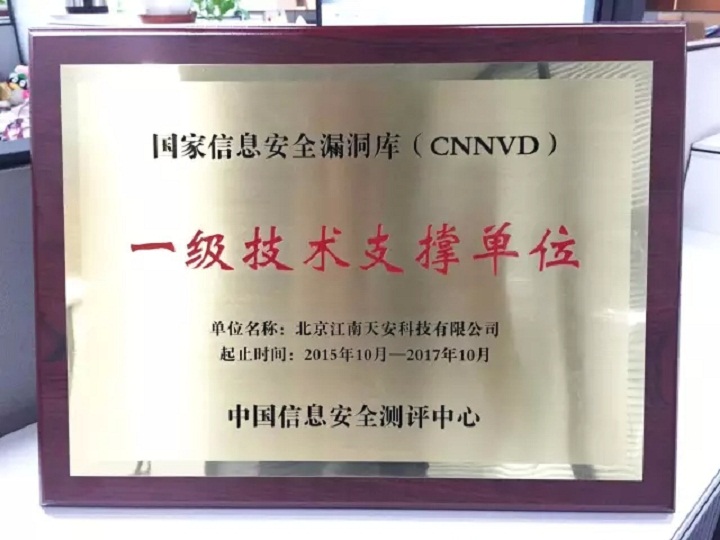 国家信息安全漏洞库（CNNVD）
一级技术支撑单位
单位名称：北京江南天安科技有限公司
起止时间：2015年10月—2017年10月
中国信息安全测评中心